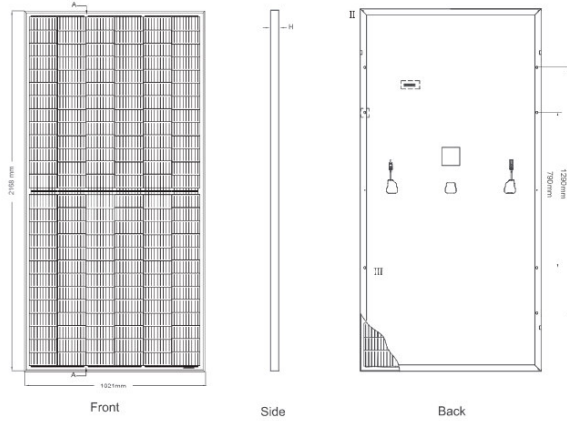 A
H
II
2168 mm
790mm
1290mm
III
A
1021mm
Front
Side
Back